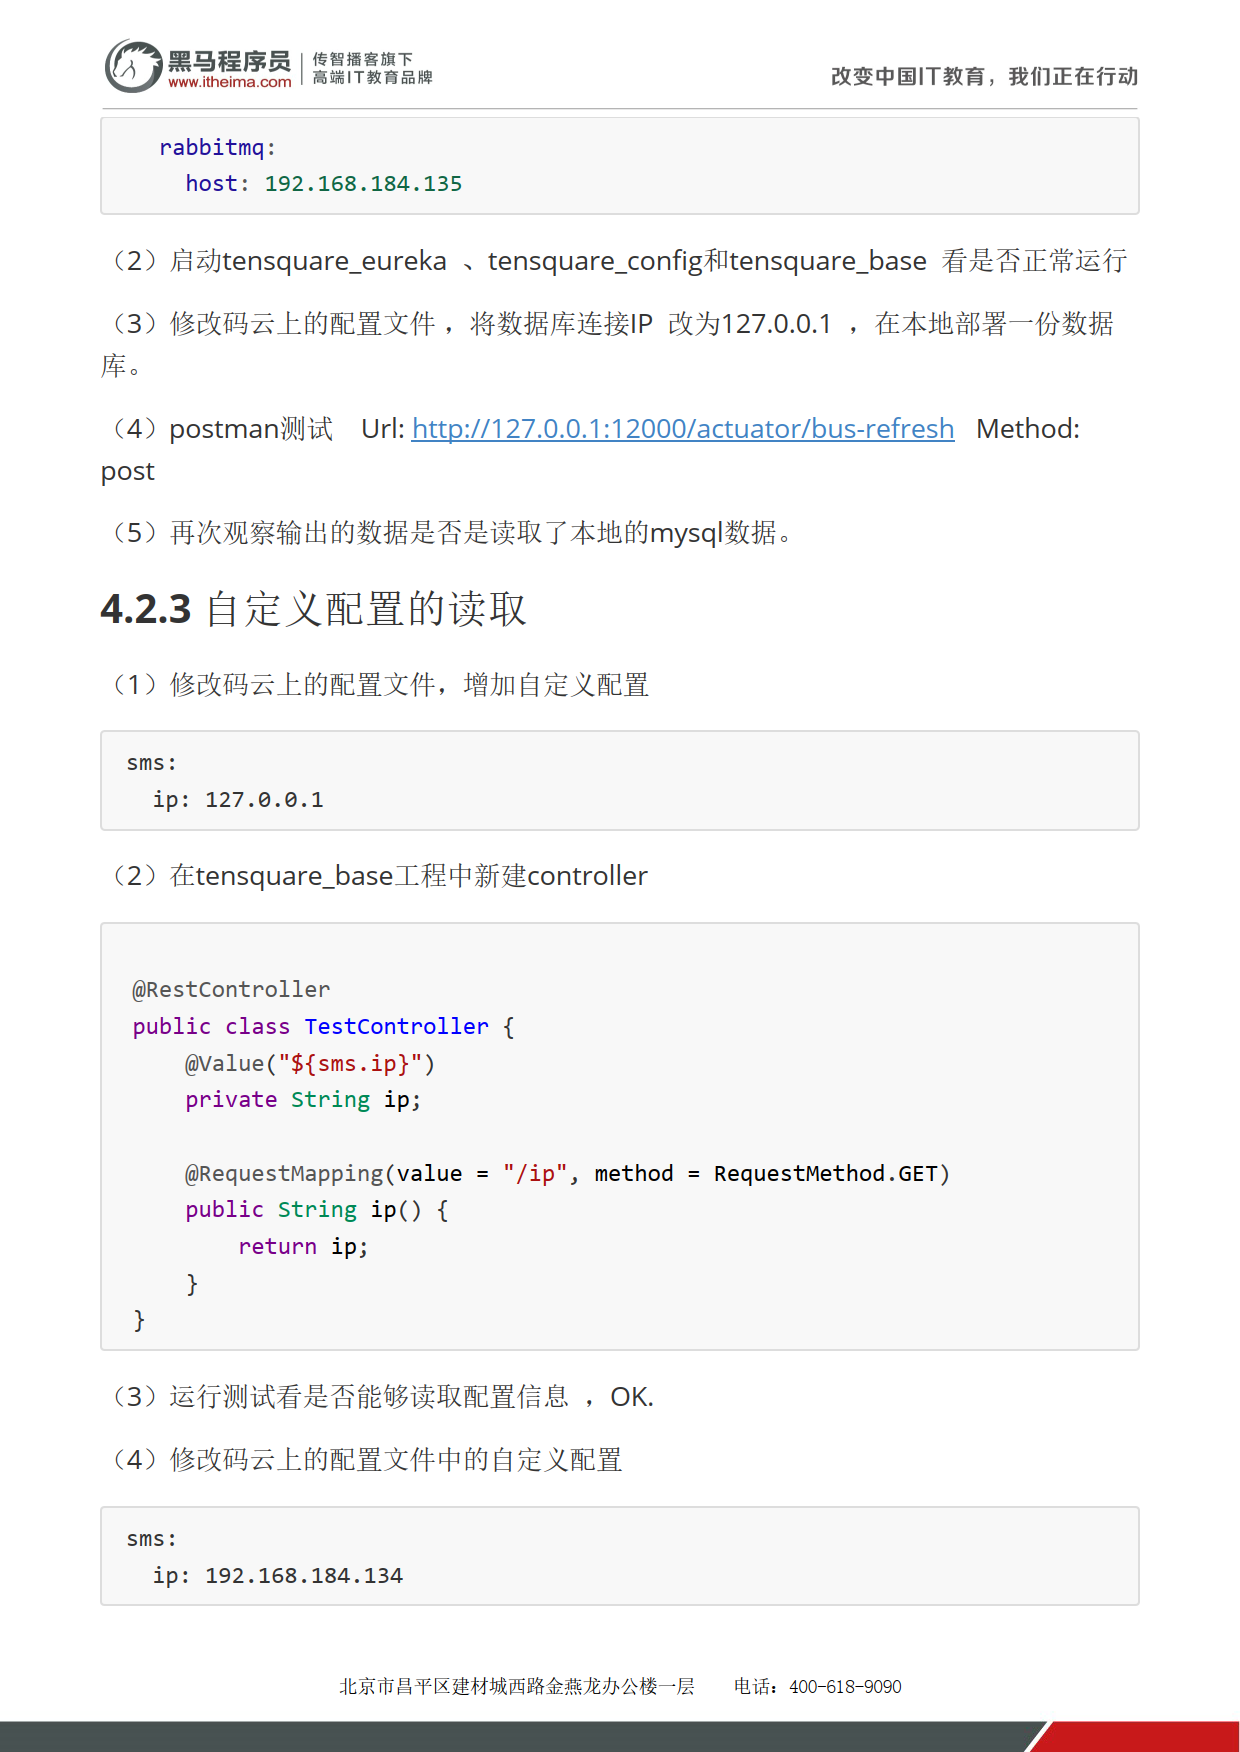 黑马程序员
www.itheima.com
传智播客旗下
高端IT教育品牌
改变中国IT教育，我们正在行动
rabbitmq:
host: 192.168.184.135
（2）启动tensquare_eureka 、tensquare_config和tensquare_base 看是否正常运行
（3）修改码云上的配置文件 ，将数据库连接IP 改为127.0.0.1 ，在本地部署一份数据
库。
（4）postman测试 Url: http://127.0.0.1:12000/actuator/bus-refresh Method:
post
（5）再次观察输出的数据是否是读取了本地的mysql数据。
4.2.3 自定义配置的读取
（1）修改码云上的配置文件，增加自定义配置
sms:
ip: 127.0.0.1
（2）在tensquare_base工程中新建controller
@RestController
public class TestController {
@Value("${sms.ip}")
private String ip;
@RequestMapping(value = "/ip", method = RequestMethod.GET)
public String ip() {
return ip;
}
}
（3）运行测试看是否能够读取配置信息 ，OK.
（4）修改码云上的配置文件中的自定义配置
sms:
ip: 192.168.184.134
北京市昌平区建材城西路金燕龙办公楼一层 电话：400-618-9090